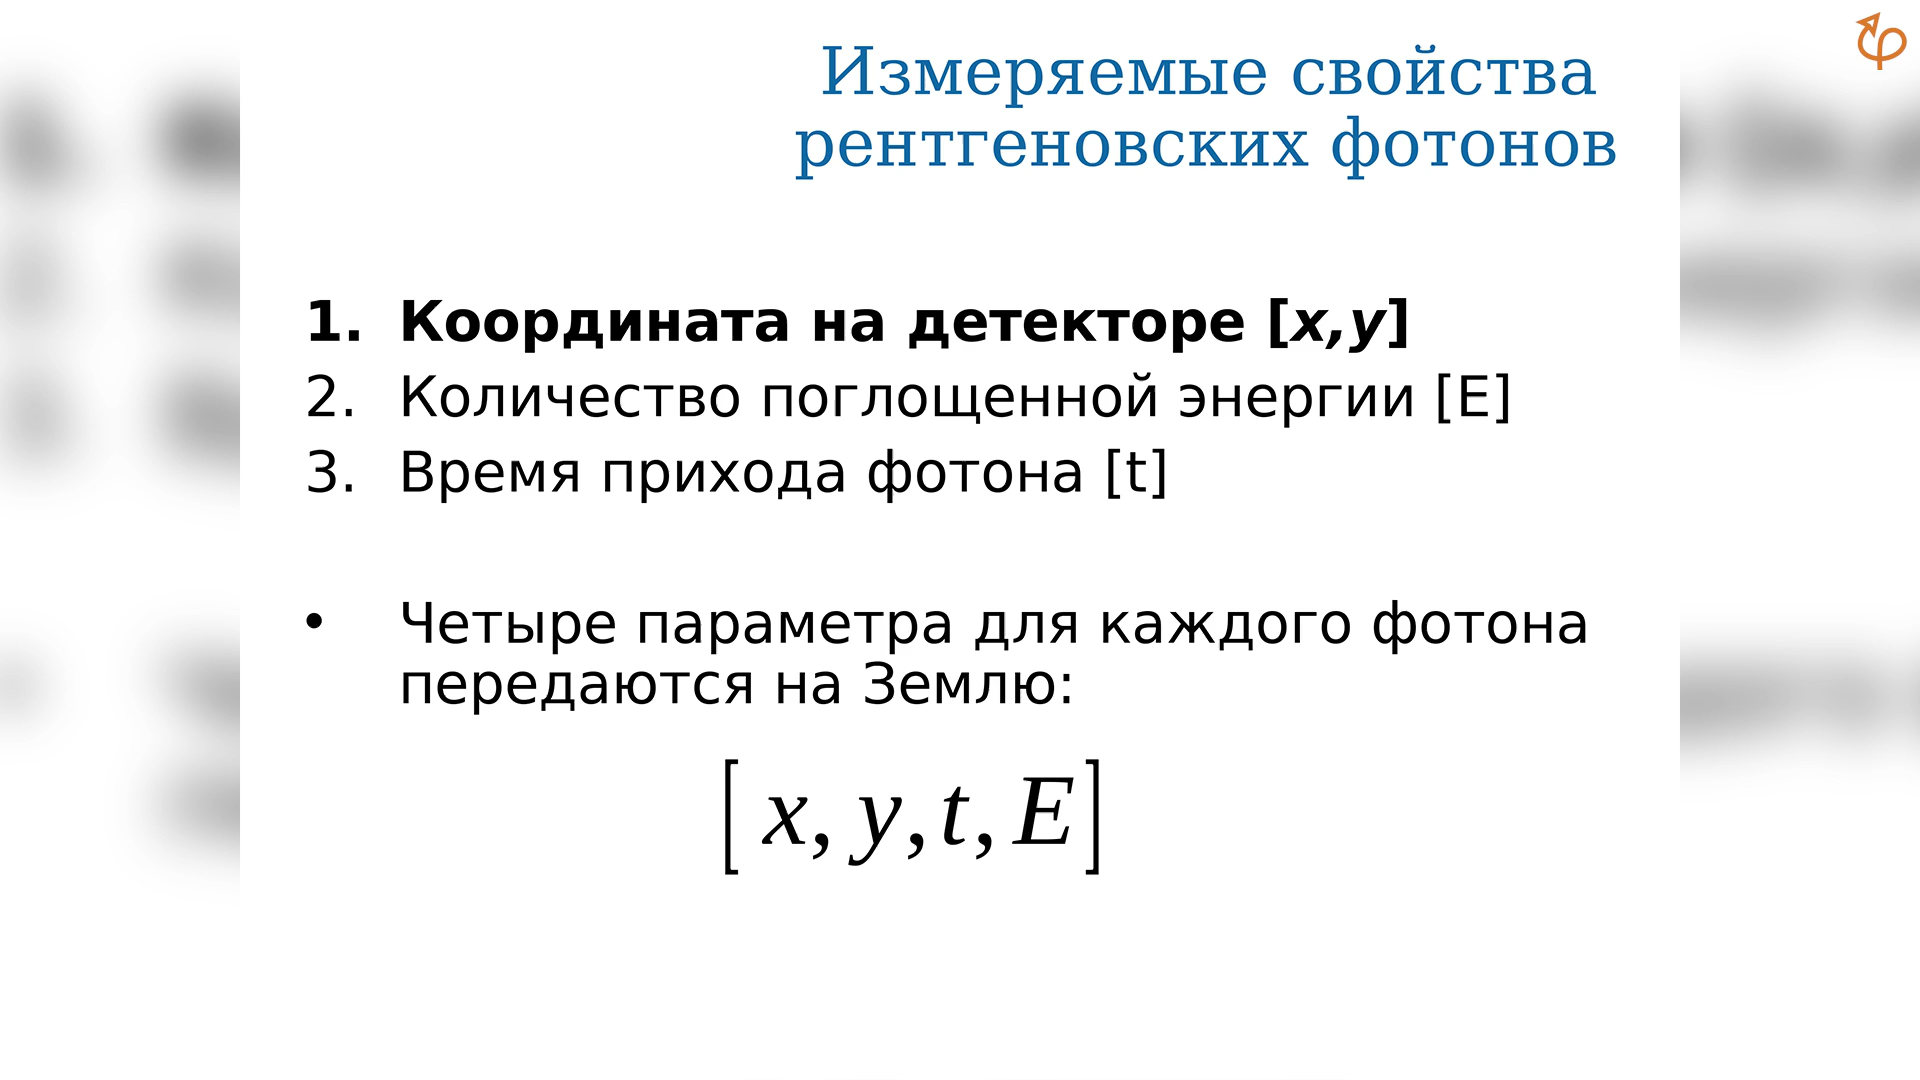 Измеряемые свойства
рентгеновских фотонов
1. Координата на детекторе [x,y]
2. Количество поглощенной энергии [E]
3. Время прихода фотона [t]
• Четыре параметра для каждого фотона
передаются на Землю:
[x, y, t, E]